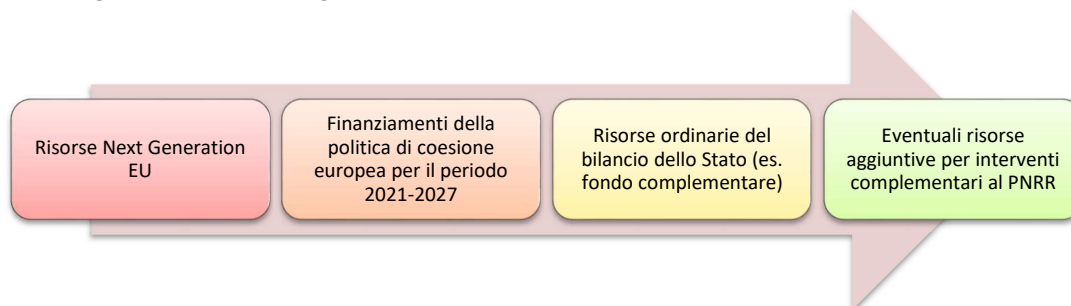 Risorse Next Generation
EU
Finanziamenti della
politica di coesione
europea per il periodo
2021-2027
Risorse ordinarie del
bilancio dello Stato (es.
fondo complementare)
Eventuali risorse
aggiuntive per interventi
complementari al PNRR